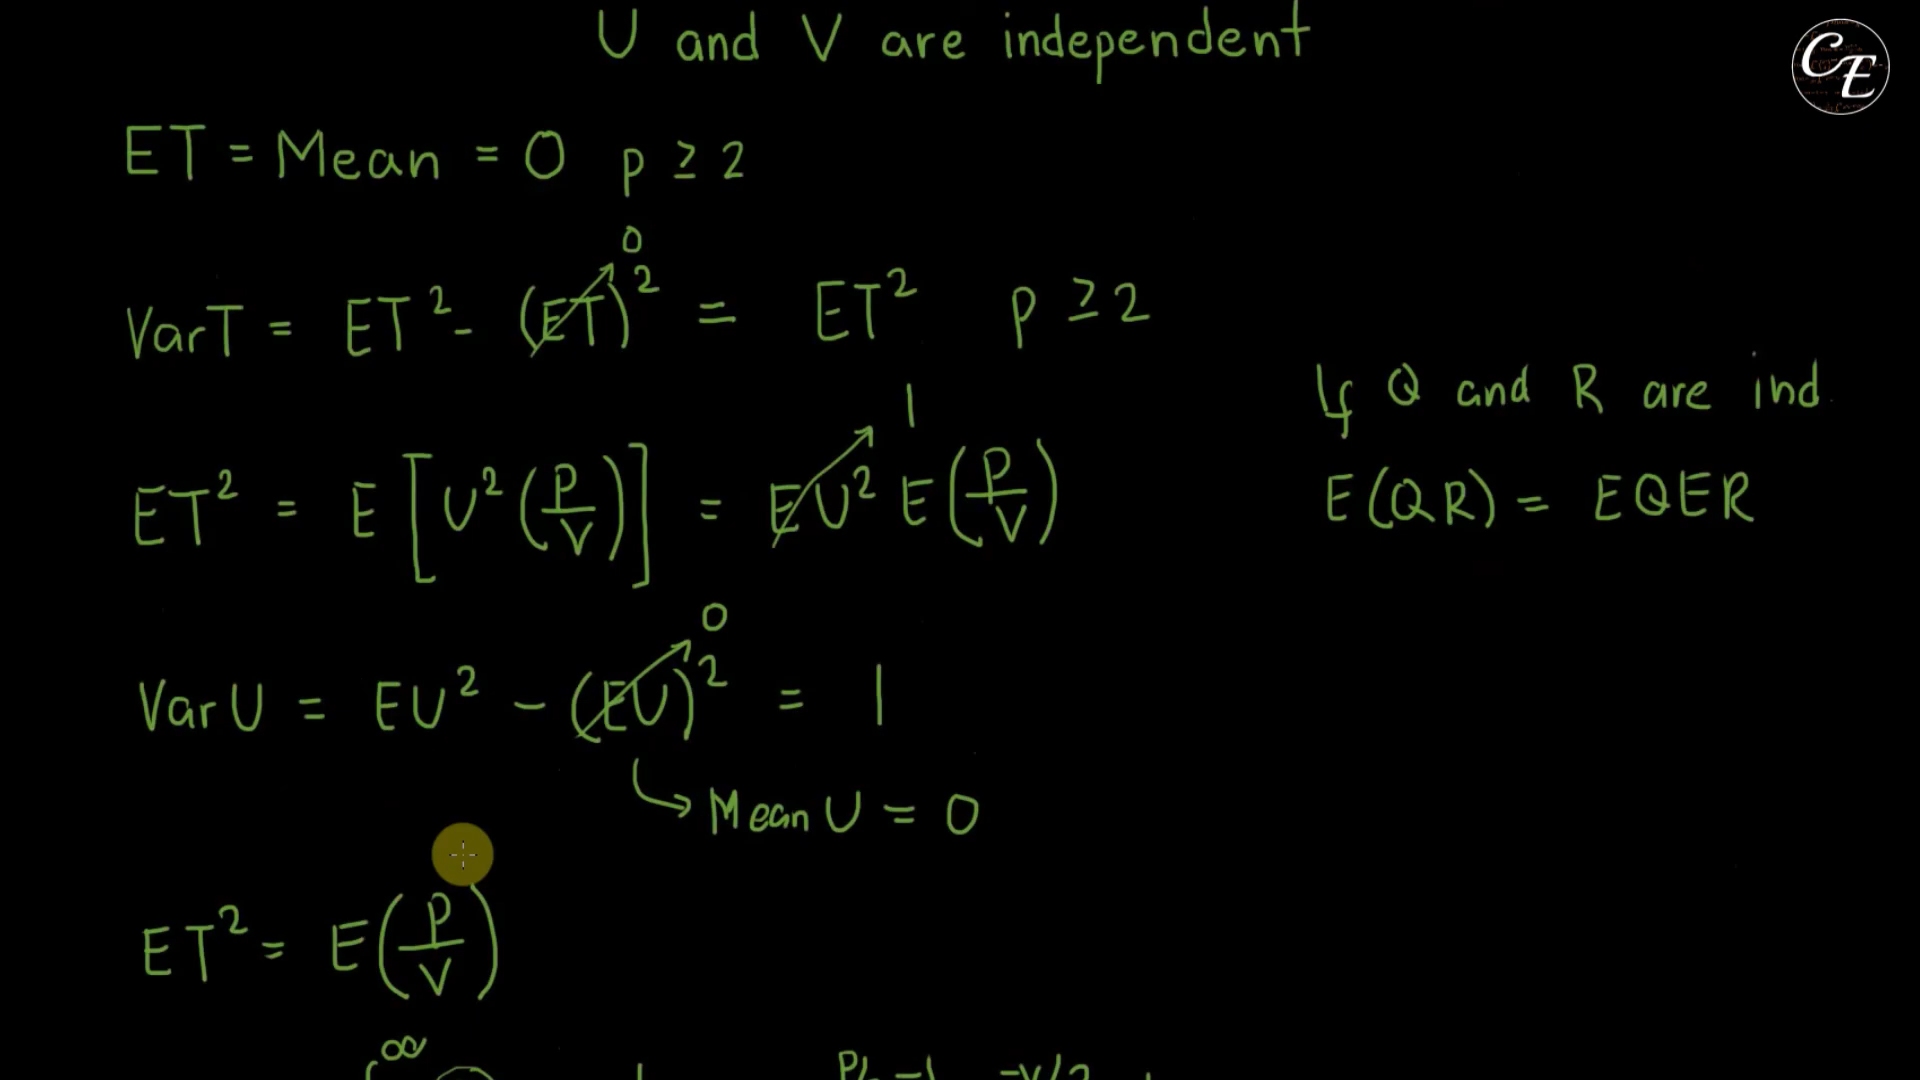 U and V are independent
CE
ET = Mean = 0 p ≥ 2
0
VarT = ET² - (ET)² = ET² p ≥ 2
If Q and R are ind.
1
ET² = E[U²(p/V)] = EU² E(p/V)
E(QR) = EQER
0
VarU = EU² - (EU)² = 1
↳ Mean U = 0
ET² = E(p/V)
∞